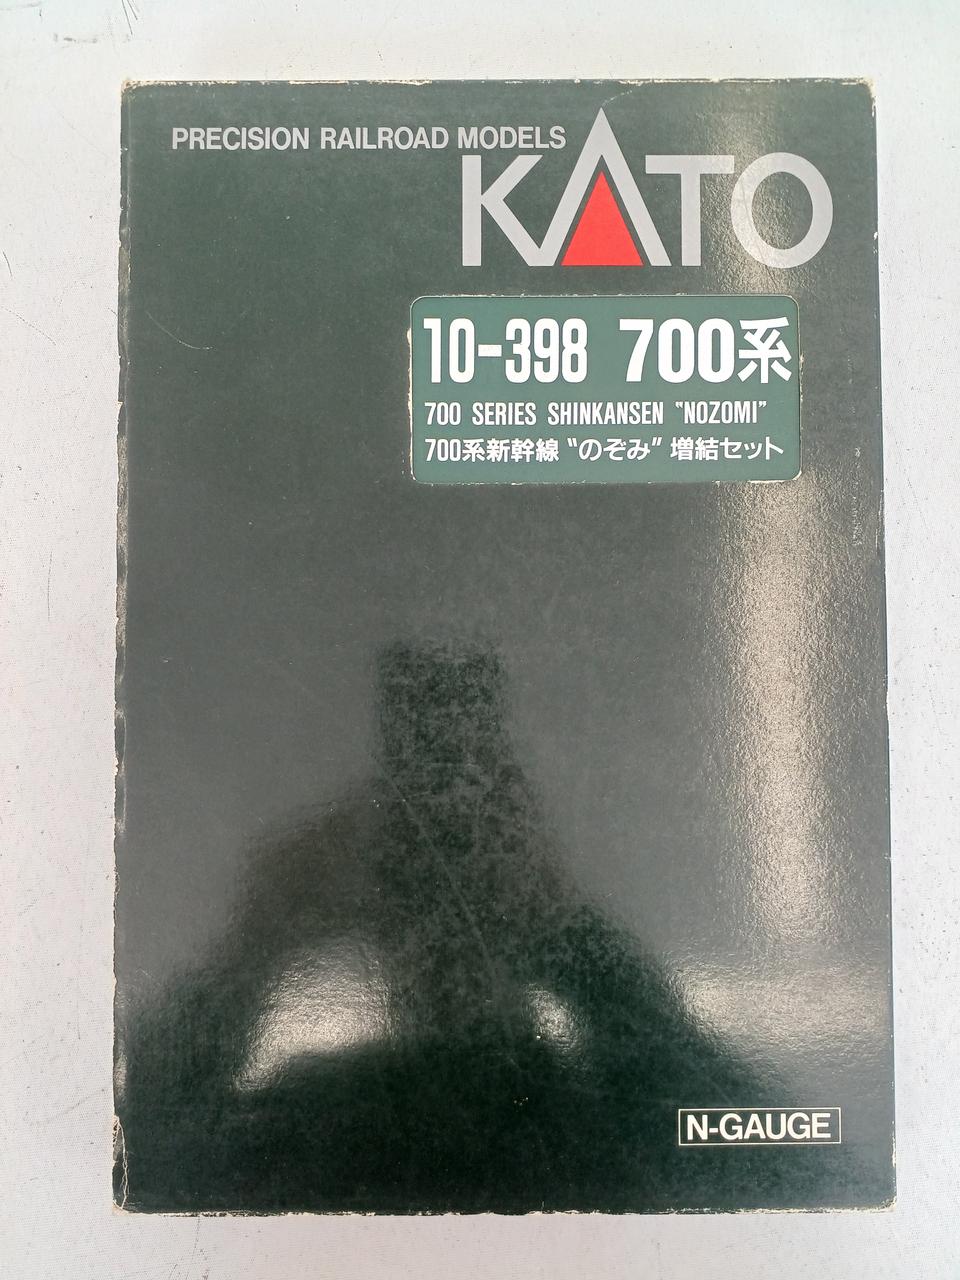 PRECISION RAILROAD MODELS
KATO
10-398 700系
700 SERIES SHINKANSEN "NOZOMI"
700系新幹線 "のぞみ" 増結セット
N-GAUGE